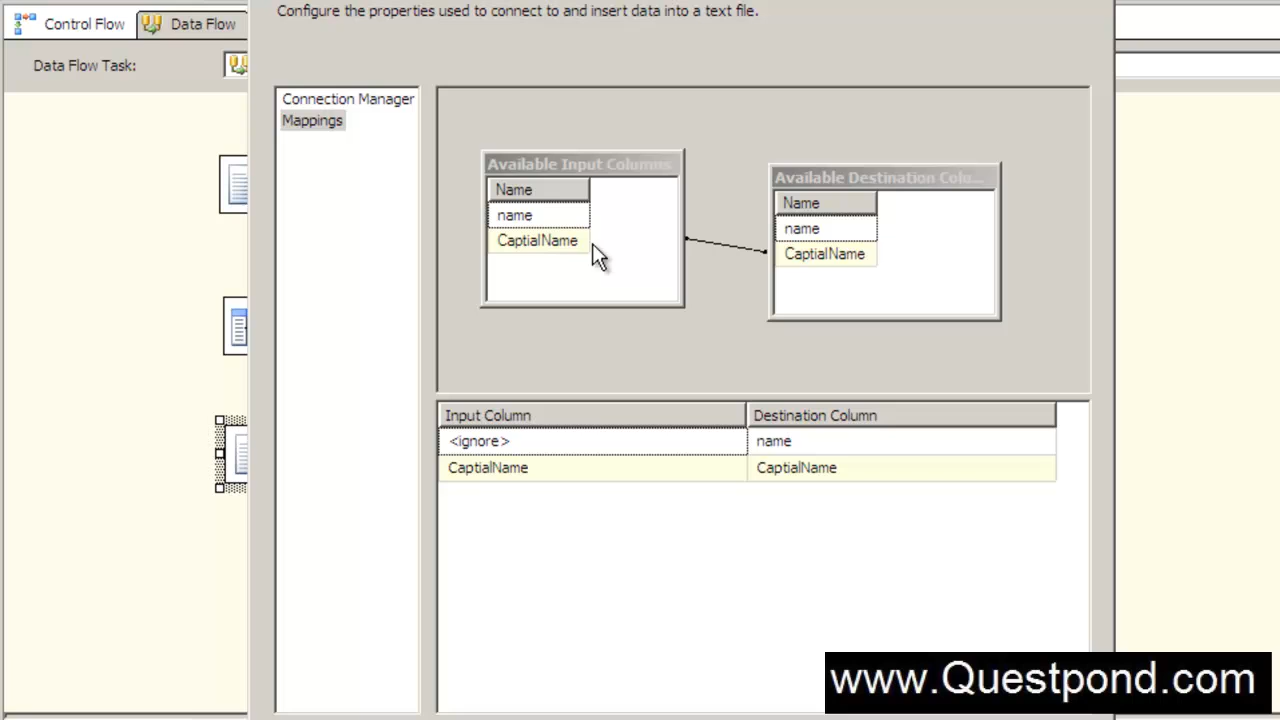 Configure the properties used to connect to and insert data into a text file.
Control Flow
Data Flow
Data Flow Task:
Connection Manager
Mappings
Available Input Columns
Name
name
CaptialName
Available Destination Colu...
Name
name
CaptialName
Input Column
Destination Column
<ignore>
name
CaptialName
CaptialName
www.Questpond.com